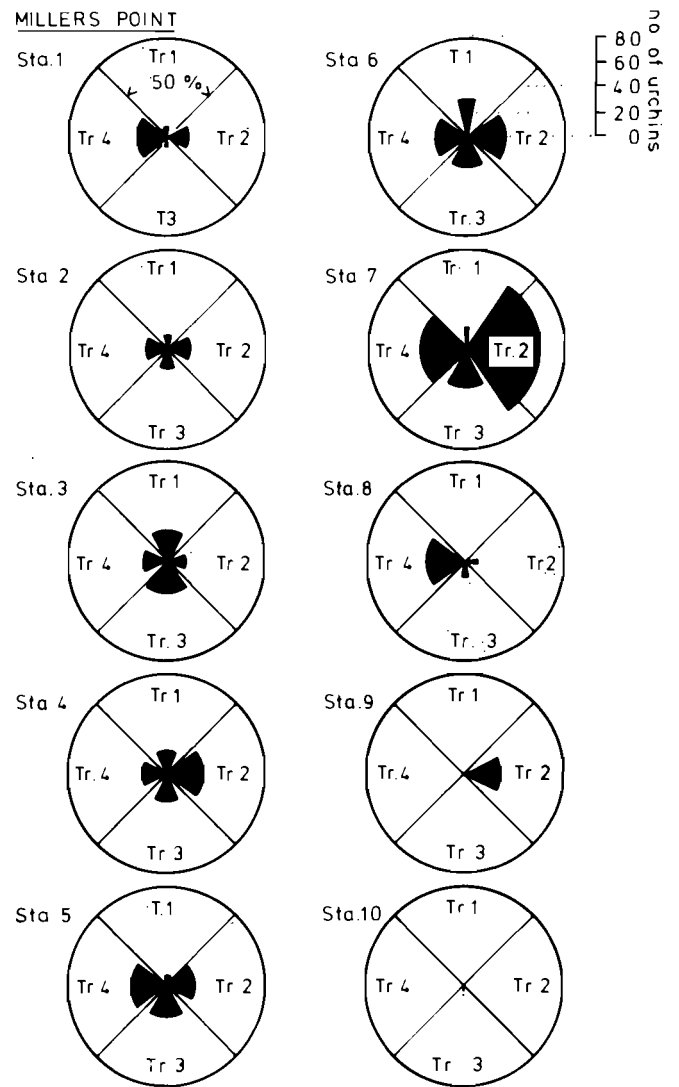 MILLERS POINT
Sta.1
Tr 1
50 %
Tr 4
Tr 2
T3
Sta 6
T 1
Tr 4
Tr 2
Tr.3
80
60
40
20
0
no of urchins
Sta 2
Tr 1
Tr 4
Tr 2
Tr 3
Sta 7
Tr 1
Tr 4
Tr.2
Tr 3
Sta.3
Tr 1
Tr 4
Tr 2
Tr. 3
Sta.8
Tr 1
Tr 4
Tr2
Tr. 3
Sta 4
Tr 1
Tr. 4
Tr 2
Tr 3
Sta.9
Tr 1
Tr.4
Tr 2
Tr 3
Sta 5
T.1
Tr 4
Tr 2
Tr 3
Sta.10
Tr 1
Tr 4
Tr 2
Tr 3